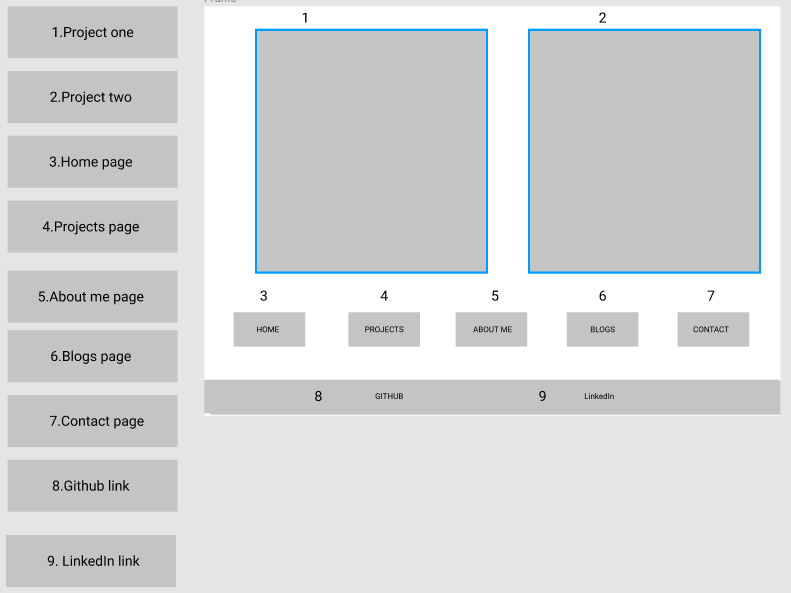 Frame
1.Project one
2.Project two
3.Home page
4.Projects page
5.About me page
6.Blogs page
7.Contact page
8.Github link
9. LinkedIn link
1 2
3 4 5 6 7
HOME PROJECTS ABOUT ME BLOGS CONTACT
8 GITHUB 9 LinkedIn